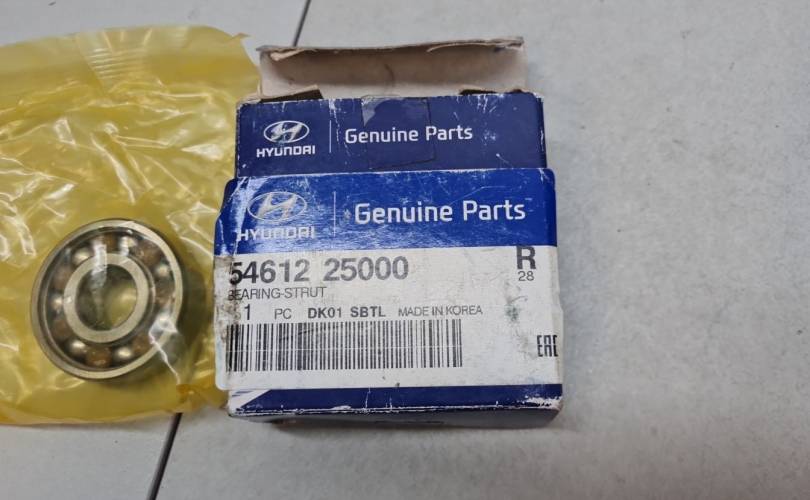 HYUNDAI Genuine Parts
HYUNDAI Genuine Parts
54612 25000
R
28
BEARING-STRUT
1 PC DK01 SBTL MADE IN KOREA
EAC